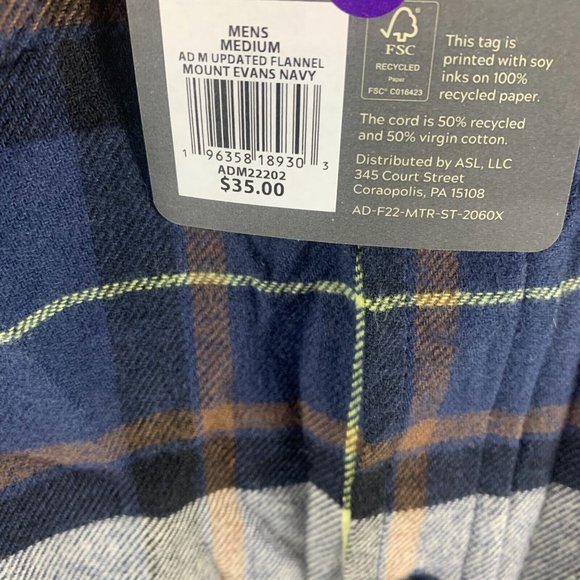 MENS
MEDIUM
AD M UPDATED FLANNEL
MOUNT EVANS NAVY
1 96358 18930 3
ADM22202
$35.00
FSC
RECYCLED
Paper
FSC® C016423
This tag is
printed with soy
inks on 100%
recycled paper.
The cord is 50% recycled
and 50% virgin cotton.
Distributed by ASL, LLC
345 Court Street
Coraopolis, PA 15108
AD-F22-MTR-ST-2060X